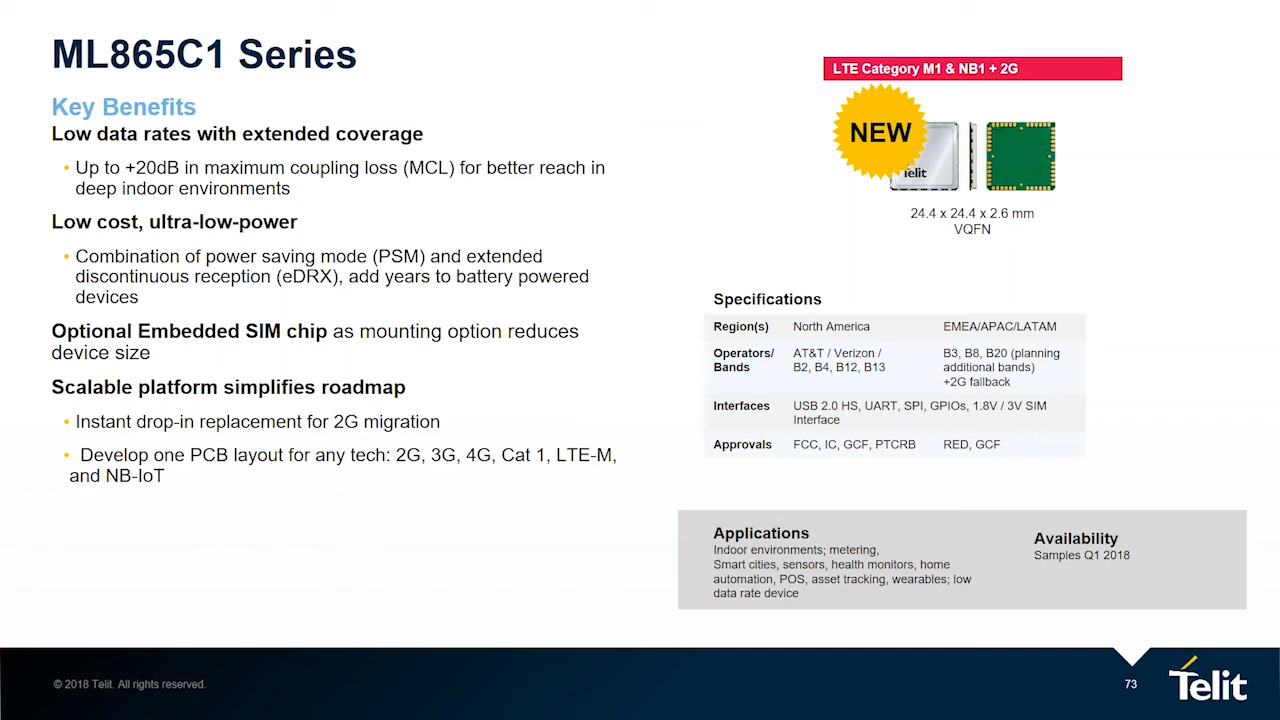 ML865C1 Series
Key Benefits
Low data rates with extended coverage
• Up to +20dB in maximum coupling loss (MCL) for better reach in
deep indoor environments
Low cost, ultra-low-power
• Combination of power saving mode (PSM) and extended
discontinuous reception (eDRX), add years to battery powered
devices
Optional Embedded SIM chip as mounting option reduces
device size
Scalable platform simplifies roadmap
• Instant drop-in replacement for 2G migration
• Develop one PCB layout for any tech: 2G, 3G, 4G, Cat 1, LTE-M,
and NB-IoT
LTE Category M1 & NB1 + 2G
NEW
Telit
24.4 x 24.4 x 2.6 mm
VQFN
Specifications
Region(s) North America EMEA/APAC/LATAM
Operators/ AT&T / Verizon / B3, B8, B20 (planning
Bands B2, B4, B12, B13 additional bands)
+2G fallback
Interfaces USB 2.0 HS, UART, SPI, GPIOs, 1.8V / 3V SIM
Interface
Approvals FCC, IC, GCF, PTCRB RED, GCF
Applications
Indoor environments; metering,
Smart cities, sensors, health monitors, home
automation, POS, asset tracking, wearables; low
data rate device
Availability
Samples Q1 2018
© 2018 Telit. All rights reserved.
73
Telit